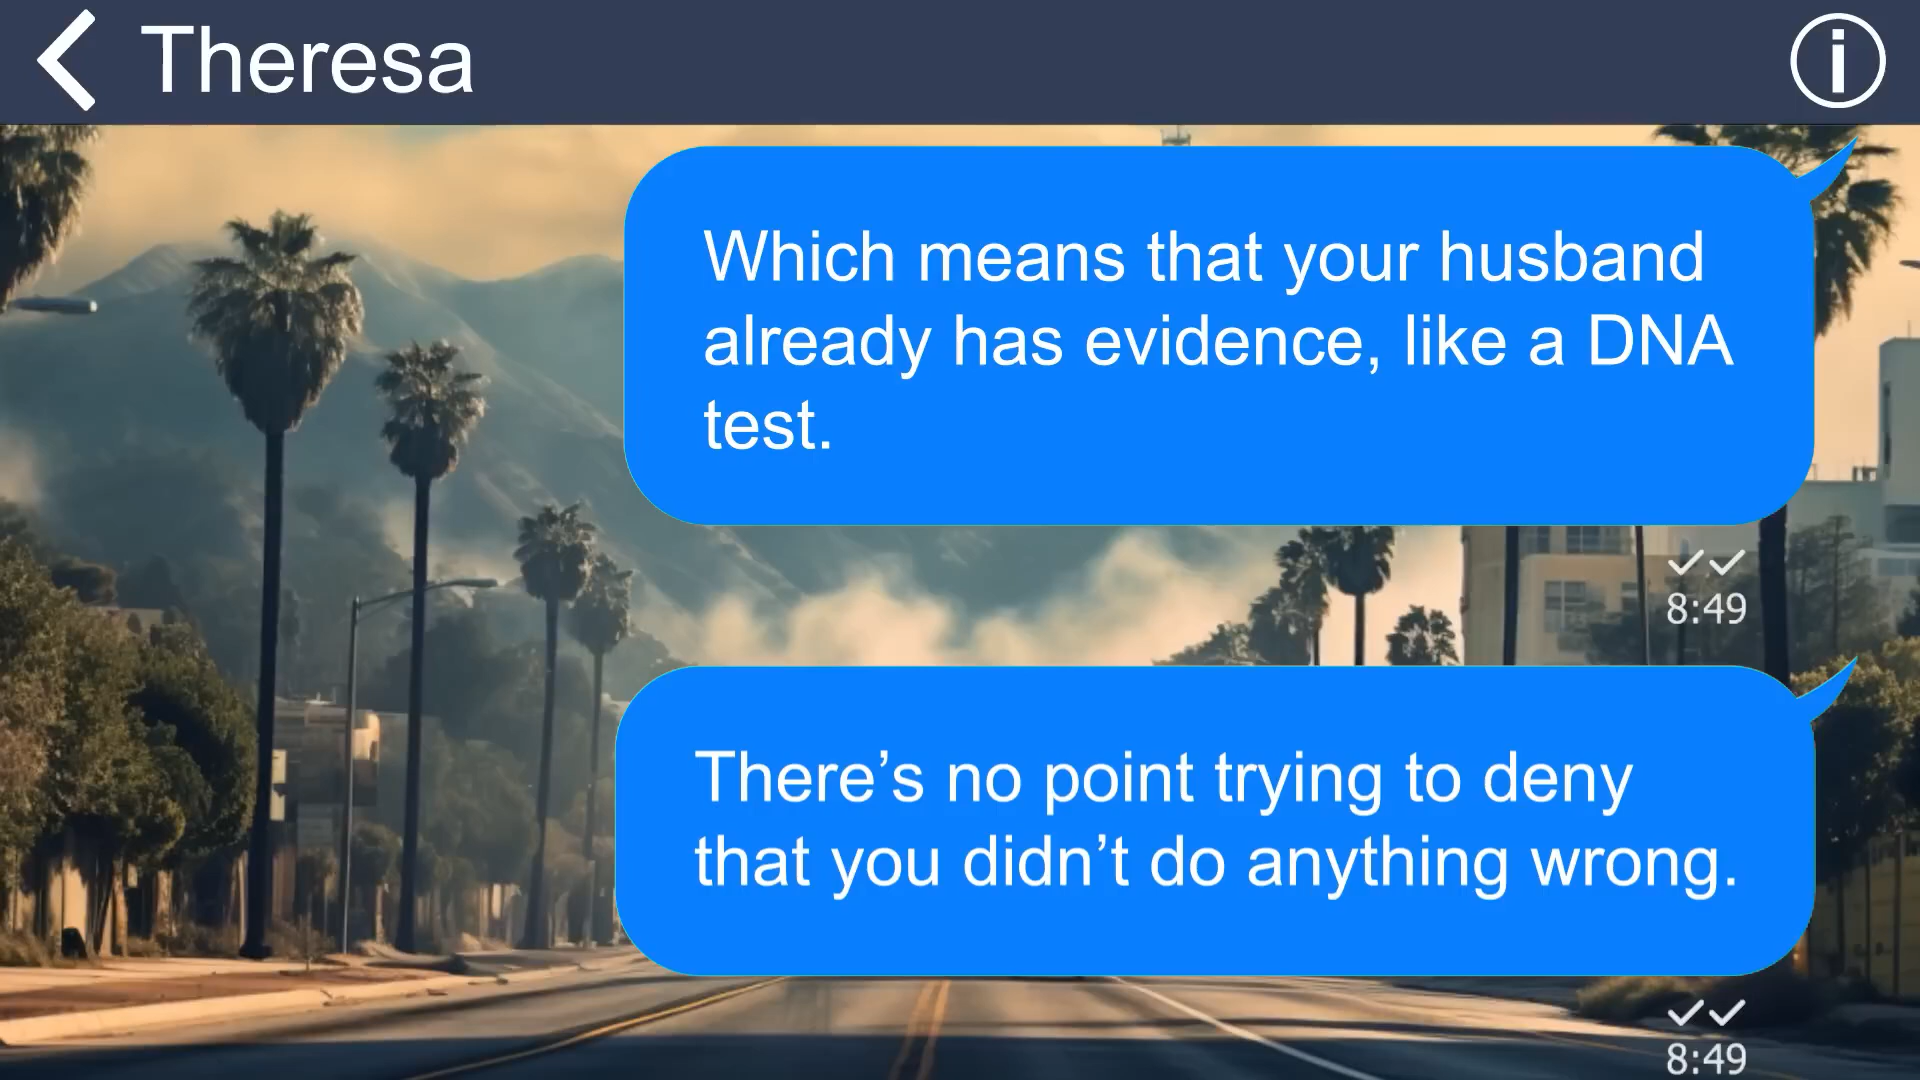 Theresa
Which means that your husband
already has evidence, like a DNA
test.
8:49
There’s no point trying to deny
that you didn’t do anything wrong.
8:49